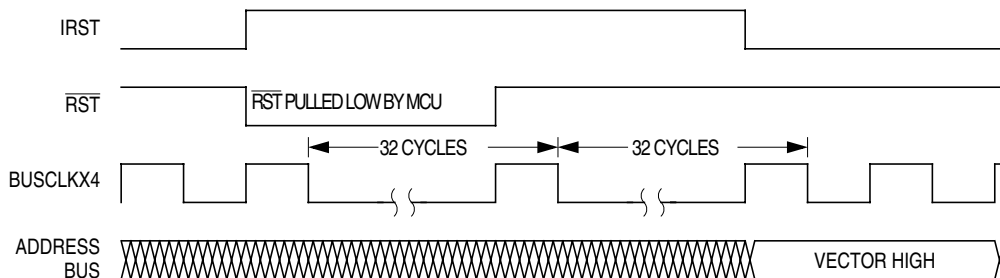 IRST
RST
RST PULLED LOW BY MCU
32 CYCLES
32 CYCLES
BUSCLKX4
ADDRESS
BUS
VECTOR HIGH